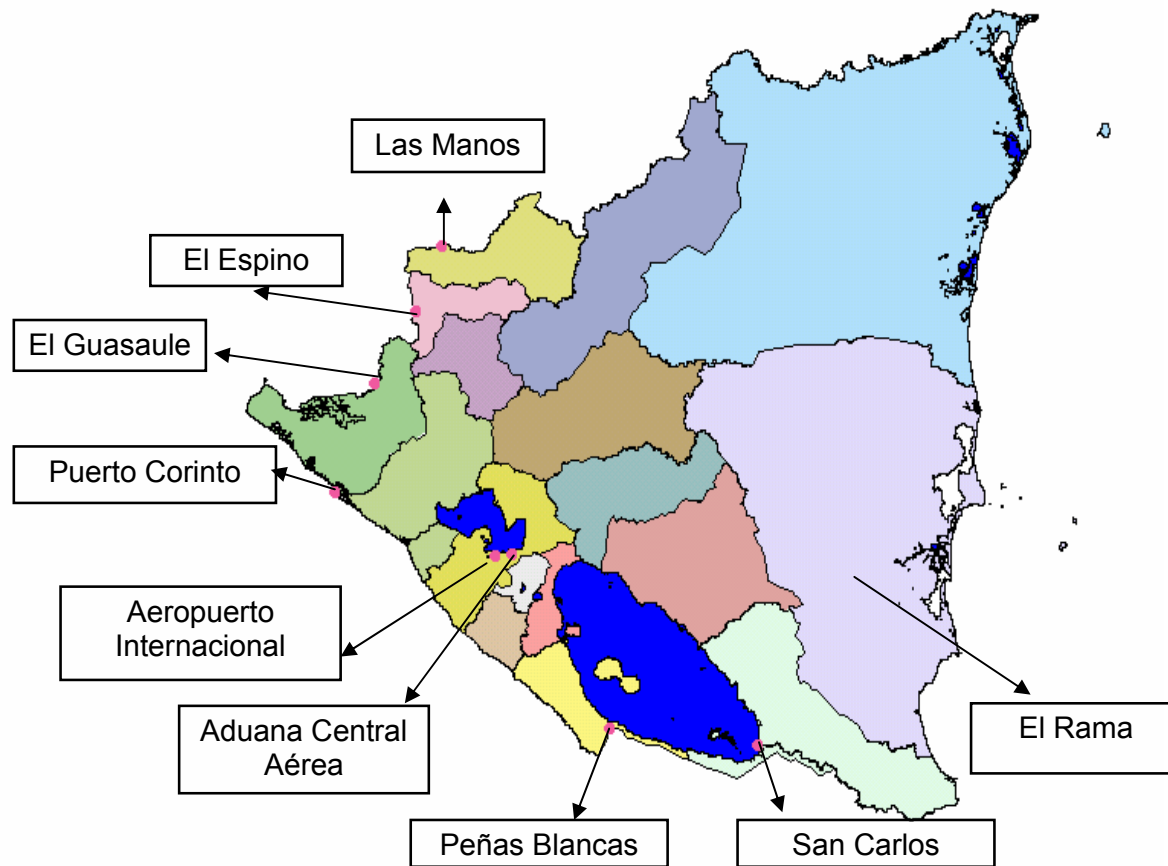 Las Manos
El Espino
El Guasaule
Puerto Corinto
Aeropuerto
Internacional
Aduana Central
Aérea
El Rama
Peñas Blancas
San Carlos